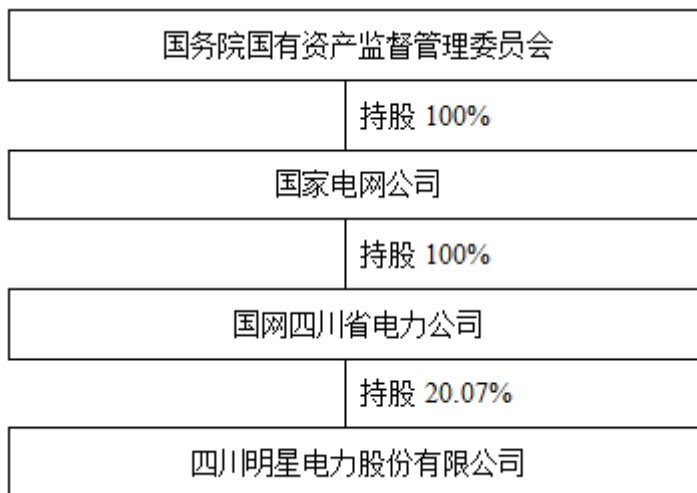 国务院国有资产监督管理委员会
持股 100%
国家电网公司
持股 100%
国网四川省电力公司
持股 20.07%
四川明星电力股份有限公司